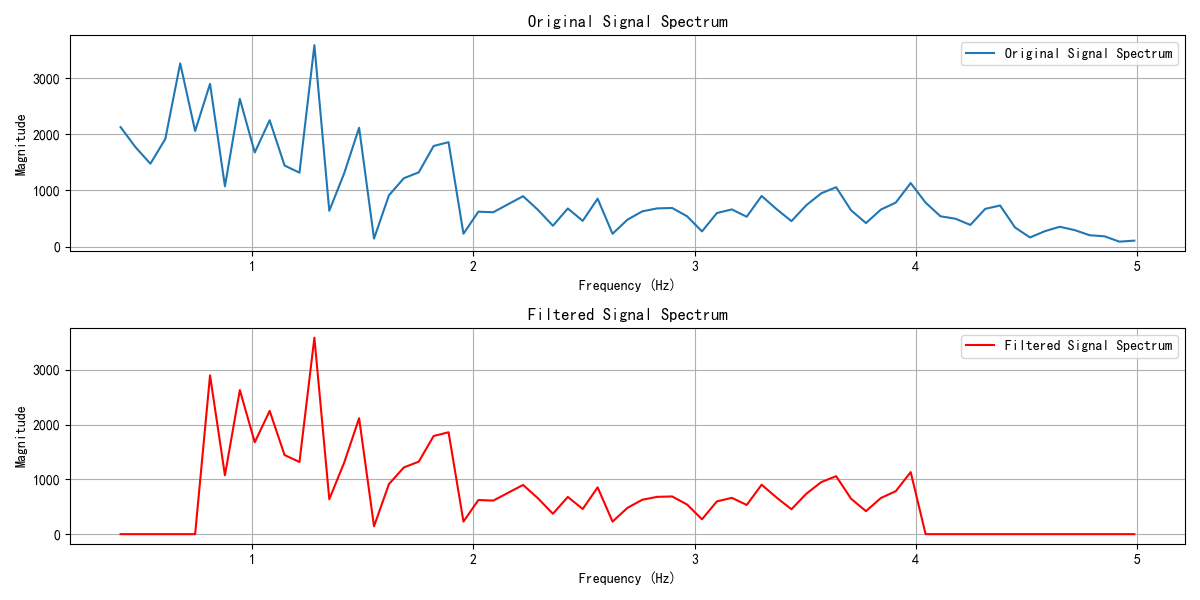 Original Signal Spectrum
Original Signal Spectrum
Magnitude
3000
2000
1000
0
1 2 3 4 5
Frequency (Hz)
Filtered Signal Spectrum
Filtered Signal Spectrum
Magnitude
3000
2000
1000
0
1 2 3 4 5
Frequency (Hz)